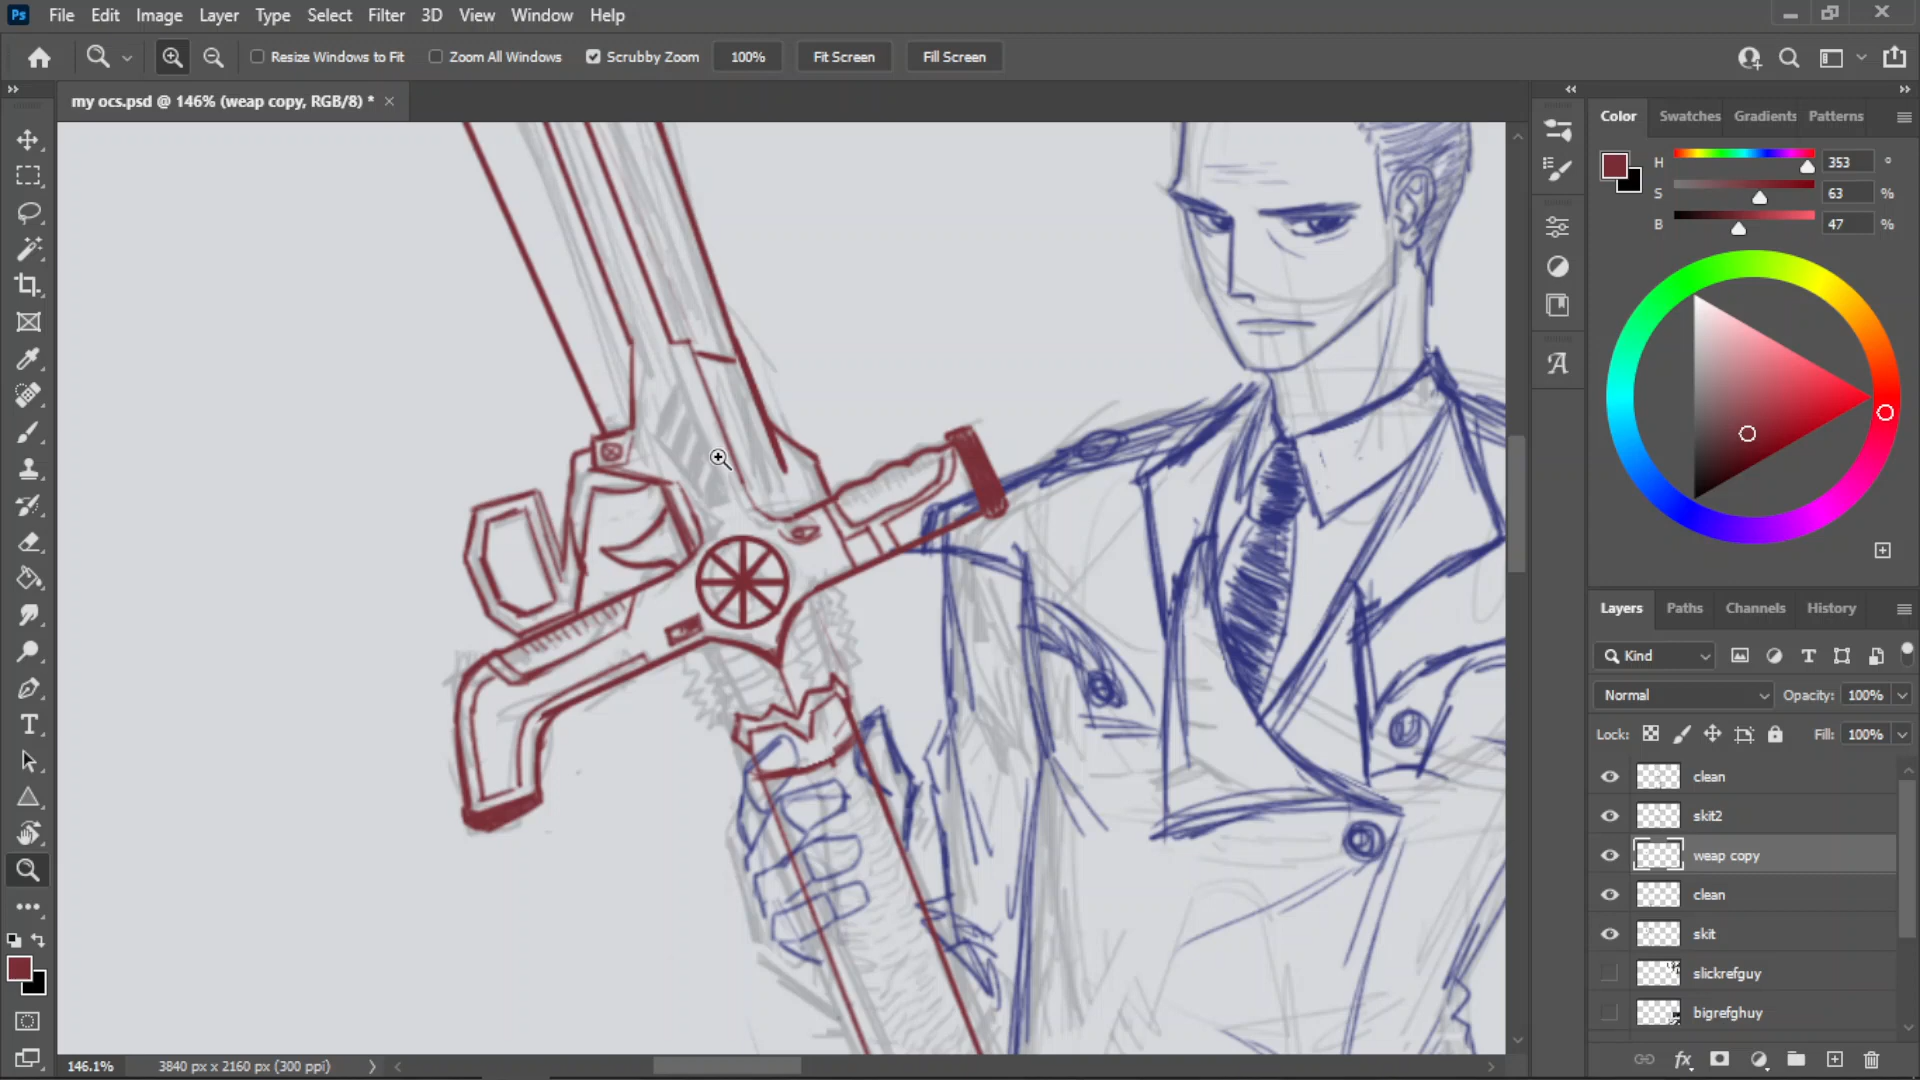 Ps File Edit Image Layer Type Select Filter 3D View Window Help
Resize Windows to Fit Zoom All Windows Scrubby Zoom 100% Fit Screen Fill Screen
my ocs.psd @ 146% (weap copy, RGB/8) *
Color Swatches Gradients Patterns
H 353 °
S 63 %
B 47 %
Layers Paths Channels History
Kind
Normal Opacity: 100%
Lock: Fill: 100%
clean
skit2
weap copy
clean
skit
slickrefguy
bigrefghuy
146.1% 3840 px x 2160 px (300 ppi)